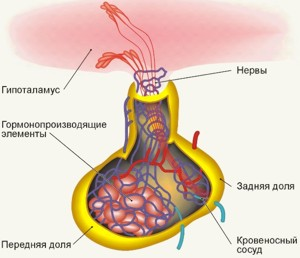 Гипоталамус
Нервы
Гормонопроизводящие
элементы
Задняя доля
Передняя доля
Кровеносный
сосуд